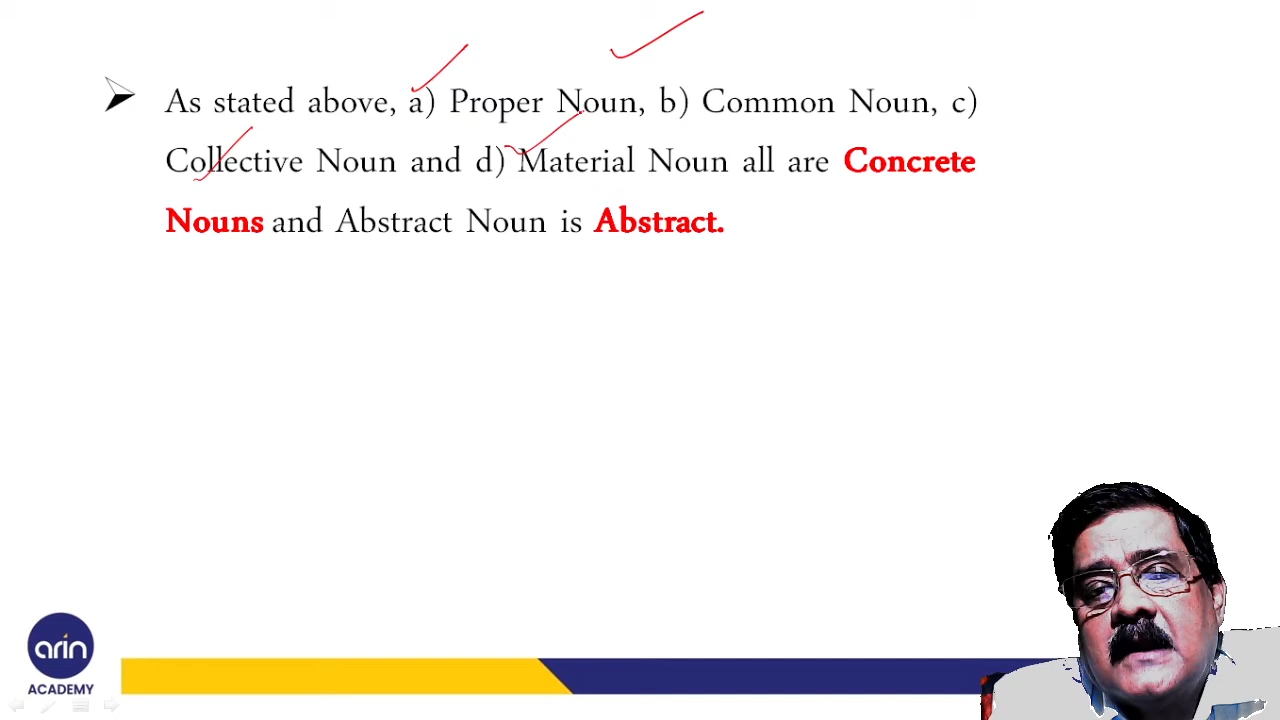 As stated above, a) Proper Noun, b) Common Noun, c)
Collective Noun and d) Material Noun all are Concrete
Nouns and Abstract Noun is Abstract.
arin
ACADEMY